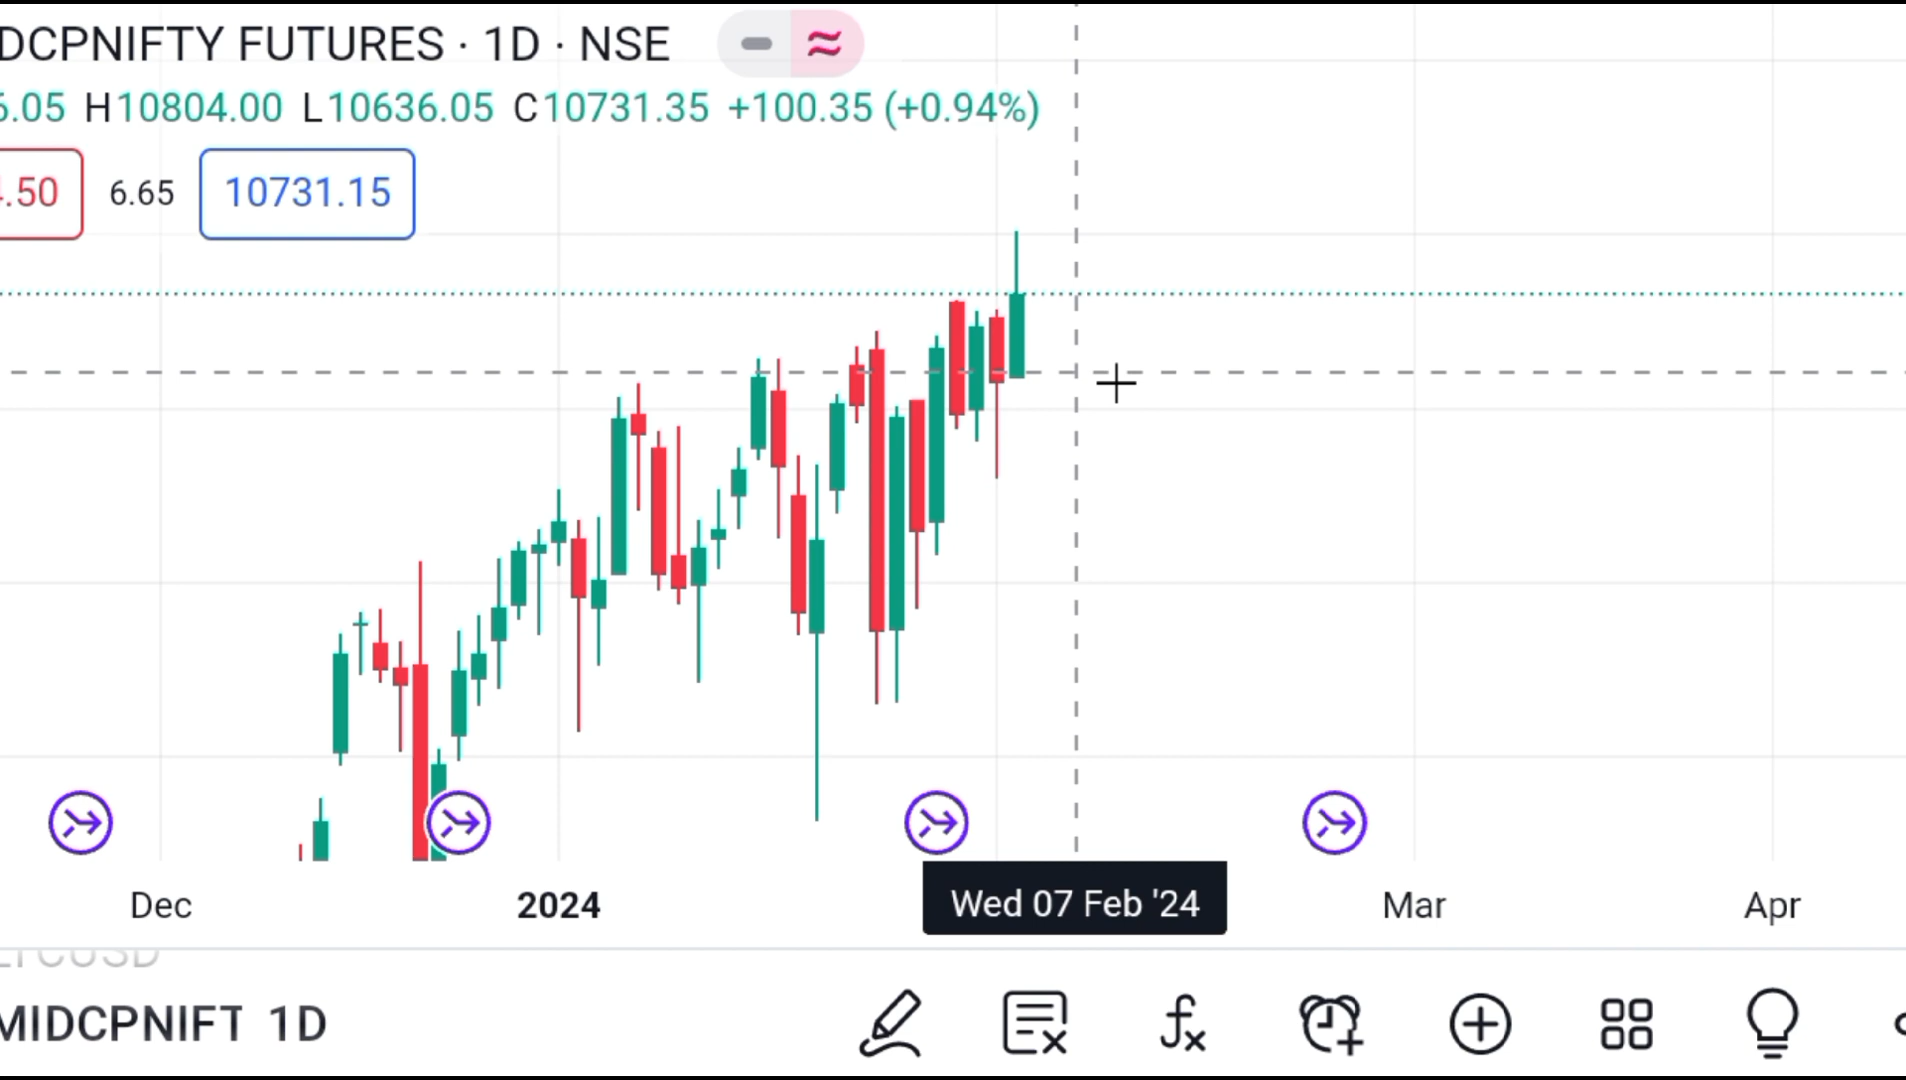 DCPNIFTY FUTURES · 1D · NSE
6.05 H10804.00 L10636.05 C10731.35 +100.35 (+0.94%)
.50 6.65 10731.15
Dec 2024 Wed 07 Feb '24 Mar Apr
MIDCPNIFT 1D